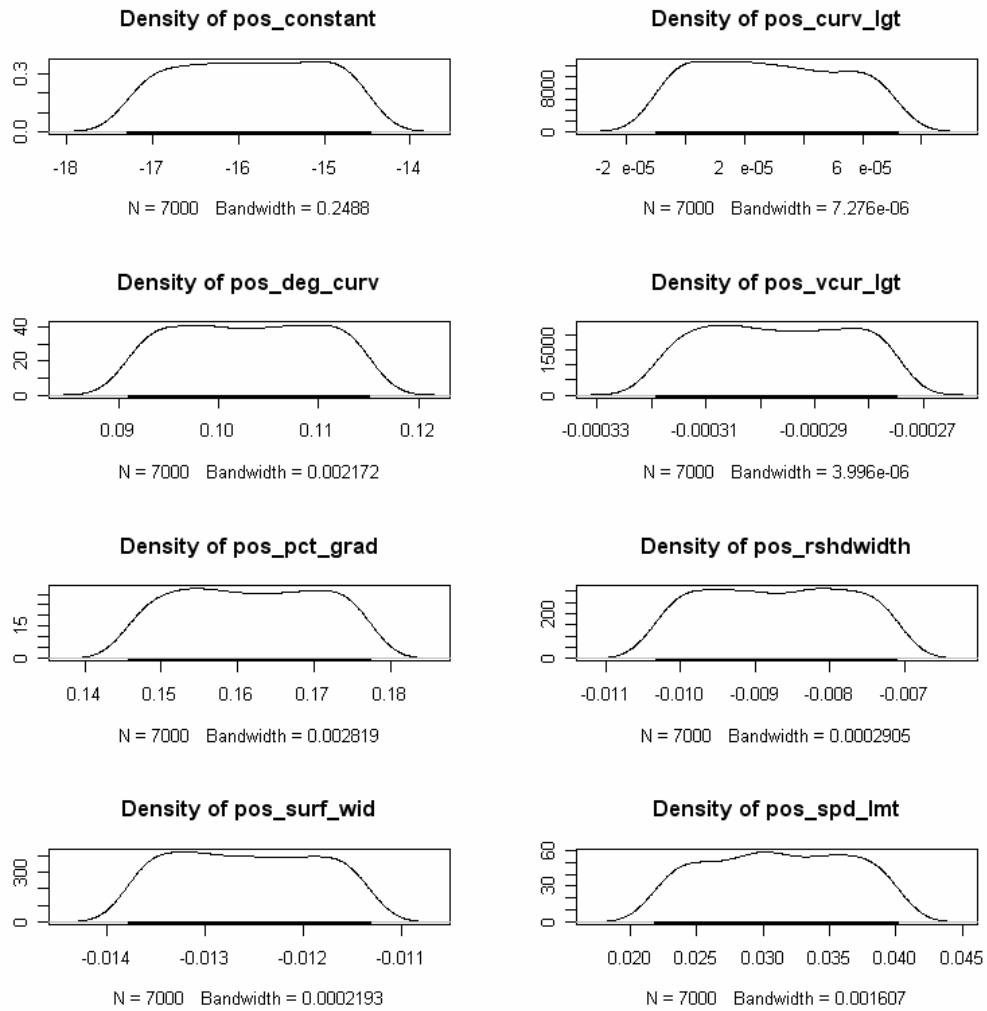 Density of pos_constant
0.0 0.3
-18 -17 -16 -15 -14
N = 7000 Bandwidth = 0.2488
Density of pos_curv_lgt
0 8000
-2 e-05 2 e-05 6 e-05
N = 7000 Bandwidth = 7.276e-06
Density of pos_deg_curv
0 20 40
0.09 0.10 0.11 0.12
N = 7000 Bandwidth = 0.002172
Density of pos_vcur_lgt
0 15000
-0.00033 -0.00031 -0.00029 -0.00027
N = 7000 Bandwidth = 3.996e-06
Density of pos_pct_grad
0 15
0.14 0.15 0.16 0.17 0.18
N = 7000 Bandwidth = 0.002819
Density of pos_rshdwidth
0 200
-0.011 -0.010 -0.009 -0.008 -0.007
N = 7000 Bandwidth = 0.0002905
Density of pos_surf_wid
0 300
-0.014 -0.013 -0.012 -0.011
N = 7000 Bandwidth = 0.0002193
Density of pos_spd_lmt
0 30 60
0.020 0.025 0.030 0.035 0.040 0.045
N = 7000 Bandwidth = 0.001607